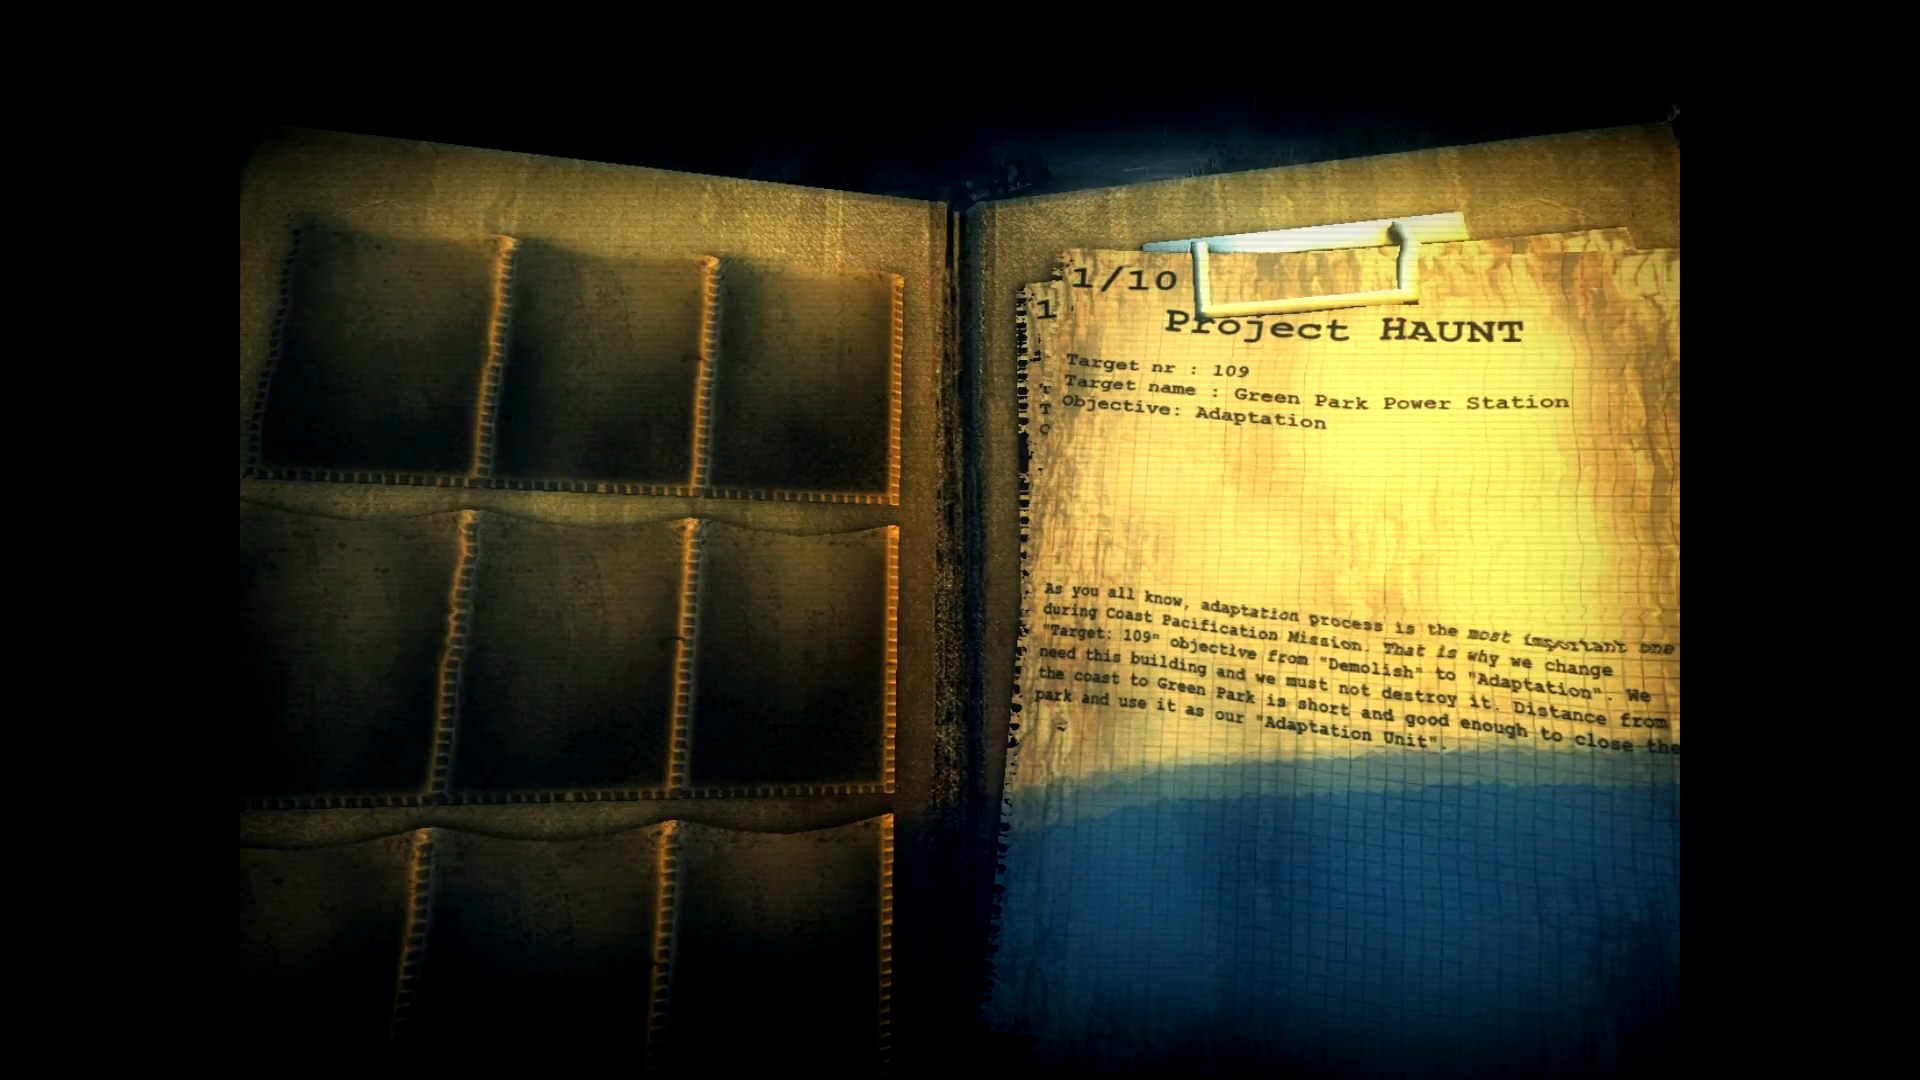 1/10
1
Project HAUNT
Target nr : 109
Target name : Green Park Power Station
Objective: Adaptation
T
T
O
As you all know, adaptation process is the most important one
during Coast Pacification Mission. That is why we change
"Target: 109" objective from "Demolish" to "Adaptation". We
need this building and we must not destroy it. Distance from
the coast to Green Park is short and good enough to close the
park and use it as our "Adaptation Unit".